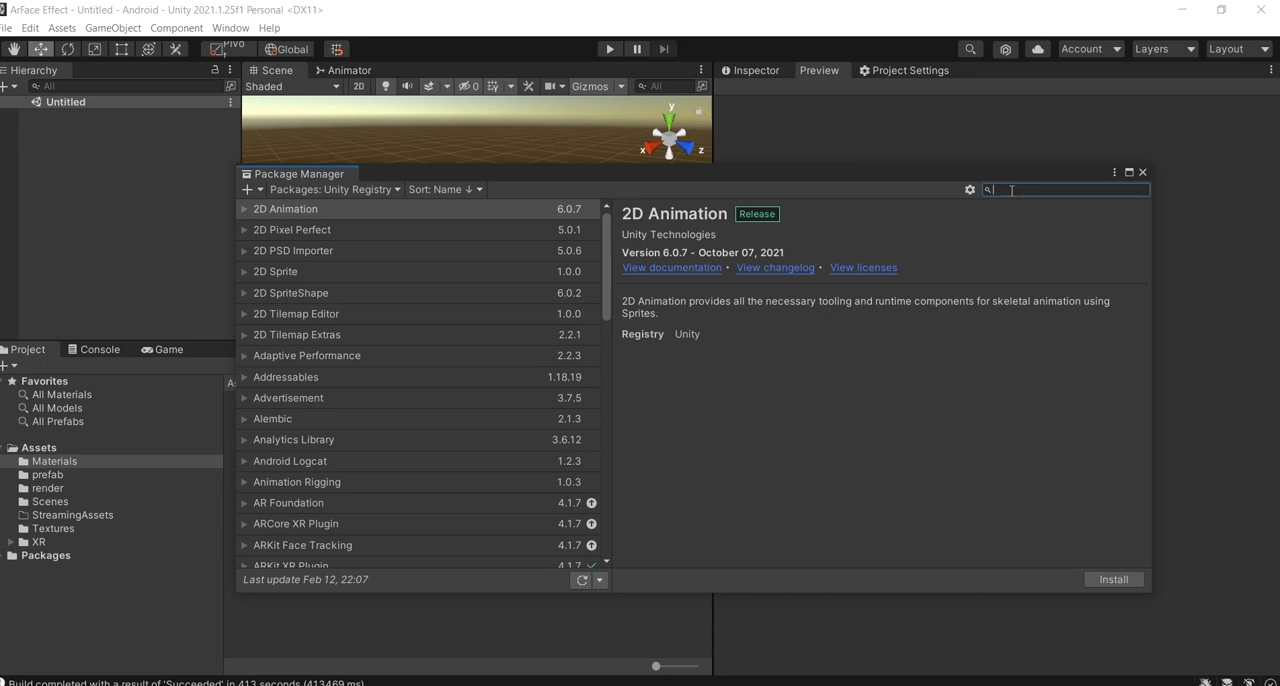 ArFace Effect - Untitled - Android - Unity 2021.1.25f1 Personal <DX11>
File Edit Assets GameObject Component Window Help
Global
Account Layers Layout
Hierarchy
All
Untitled
Scene Animator
Shaded 2D 0 Gizmos All
Inspector Preview Project Settings
Package Manager
Packages: Unity Registry Sort: Name ↓
2D Animation 6.0.7
2D Pixel Perfect 5.0.1
2D PSD Importer 5.0.6
2D Sprite 1.0.0
2D SpriteShape 6.0.2
2D Tilemap Editor 1.0.0
2D Tilemap Extras 2.2.1
Adaptive Performance 2.2.3
Addressables 1.18.19
Advertisement 3.7.5
Alembic 2.1.3
Analytics Library 3.6.12
Android Logcat 1.2.3
Animation Rigging 1.0.3
AR Foundation 4.1.7
ARCore XR Plugin 4.1.7
ARKit Face Tracking 4.1.7
ARKit XR Plugin 4.1.7
Last update Feb 12, 22:07
2D Animation Release
Unity Technologies
Version 6.0.7 - October 07, 2021
View documentation • View changelog • View licenses
2D Animation provides all the necessary tooling and runtime components for skeletal animation using
Sprites.
Registry Unity
Install
Project Console Game
Favorites
All Materials
All Models
All Prefabs
Assets
Materials
prefab
render
Scenes
StreamingAssets
Textures
XR
Packages
Build completed with a result of 'Succeeded' in 413 seconds (413469 ms)